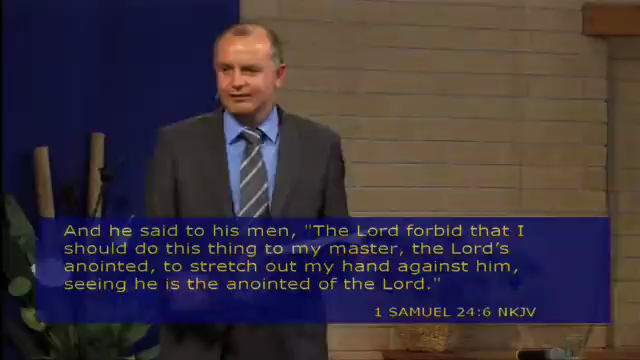 And he said to his men, "The Lord forbid that I
should do this thing to my master, the Lord's
anointed, to stretch out my hand against him,
seeing he is the anointed of the Lord."
1 SAMUEL 24:6 NKJV